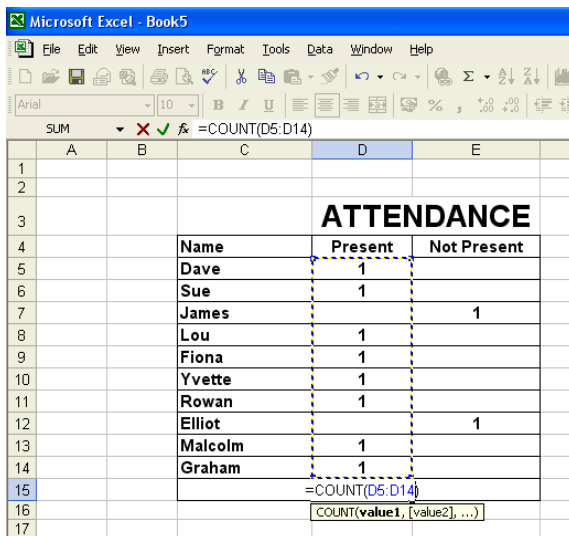 Microsoft Excel - Book5
File Edit View Insert Format Tools Data Window Help
Arial 10 B I U % ,
SUM =COUNT(D5:D14)
A B C D E
1
2
3 ATTENDANCE
4 Name Present Not Present
5 Dave 1
6 Sue 1
7 James 1
8 Lou 1
9 Fiona 1
10 Yvette 1
11 Rowan 1
12 Elliot 1
13 Malcolm 1
14 Graham 1
15 =COUNT(D5:D14)
16 COUNT(value1, [value2], ...)
17